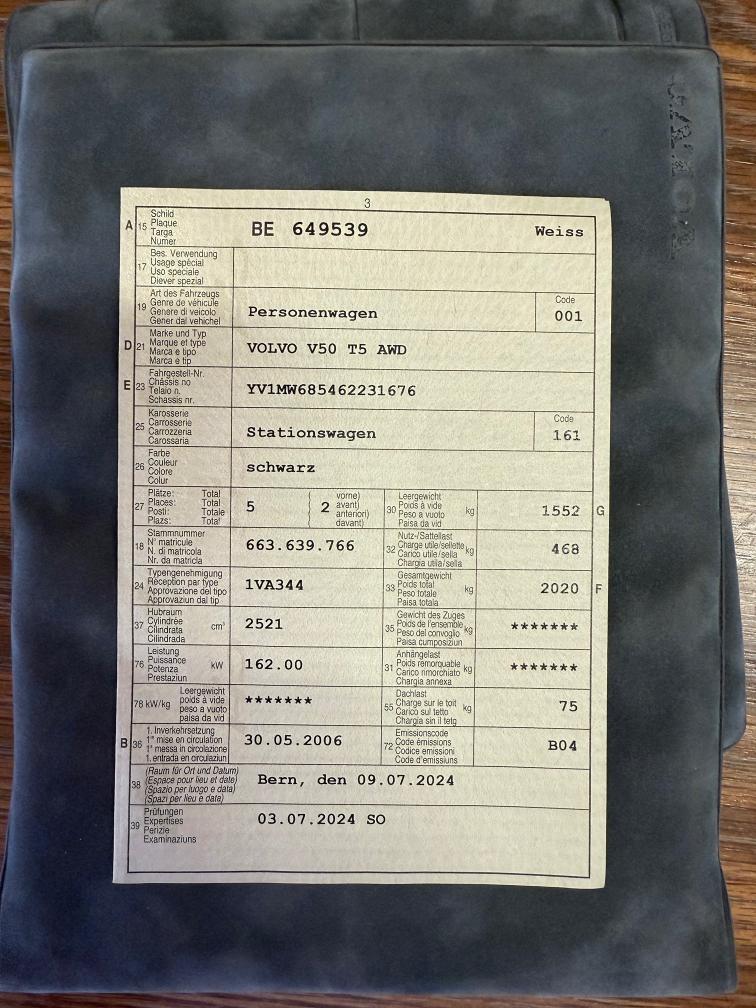 3
A 15 Schild
Plaque
Targa
Numer
BE 649539 Weiss
17 Bes. Verwendung
Usage spécial
Uso speciale
Diever spezial
19 Art des Fahrzeugs
Genre de véhicule
Genere di veicolo
Gener dal vehichel
Personenwagen
Code
001
D 21 Marke und Typ
Marque et type
Marca e tipo
Marca e tip
VOLVO V50 T5 AWD
E 23 Fahrgestell-Nr.
Châssis no
Telaio n.
Schassis nr.
YV1MW685462231676
25 Karosserie
Carrosserie
Carrozzeria
Carossaria
Stationswagen
Code
161
26 Farbe
Couleur
Colore
Colur
schwarz
27 Plätze: Total
Places: Total
Posti: Totale
Plazs: Total
5
2
vorne)
avant)
anteriori)
davant)
30 Leergewicht
Poids à vide
Peso a vuoto
Paisa da vid
kg
1552 G
18 Stammnummer
N° matricule
N. di matricola
Nr. da matricla
663.639.766
32 Nutz-/Sattellast
Charge utile/sellette
Carico utile/sella
Chargia utila/sella
kg
468
24 Typengenehmigung
Réception par type
Approvazione del tipo
Approvaziun dal tip
1VA344
33 Gesamtgewicht
Poids total
Peso totale
Paisa totala
kg
2020 F
37 Hubraum
Cylindrée
Cilindrata
Cilindrada
cm³
2521
35 Gewicht des Zuges
Poids de l'ensemble
Peso del convoglio
Paisa cumposiziun
kg
*******
76 Leistung
Puissance
Potenza
Prestaziun
kW
162.00
31 Anhängelast
Poids remorquable
Carico rimorchiato
Chargia annexa
kg
*******
78 kW/kg
Leergewicht
poids à vide
peso a vuoto
paisa da vid
*******
55 Dachlast
Charge sur le toit
Carico sul tetto
Chargia sin il tetg
kg
75
B 36 1. Inverkehrsetzung
1re mise en circulation
1a messa in circolazione
1. entrada en circulaziun
30.05.2006
72 Emissionscode
Code émissions
Codice emissioni
Code d'emissiuns
B04
38 (Raum für Ort und Datum)
(Espace pour lieu et date)
(Spazio per luogo e data)
(Spazi per lieu e data)
Bern, den 09.07.2024
39 Prüfungen
Expertises
Perizie
Examinaziuns
03.07.2024 SO